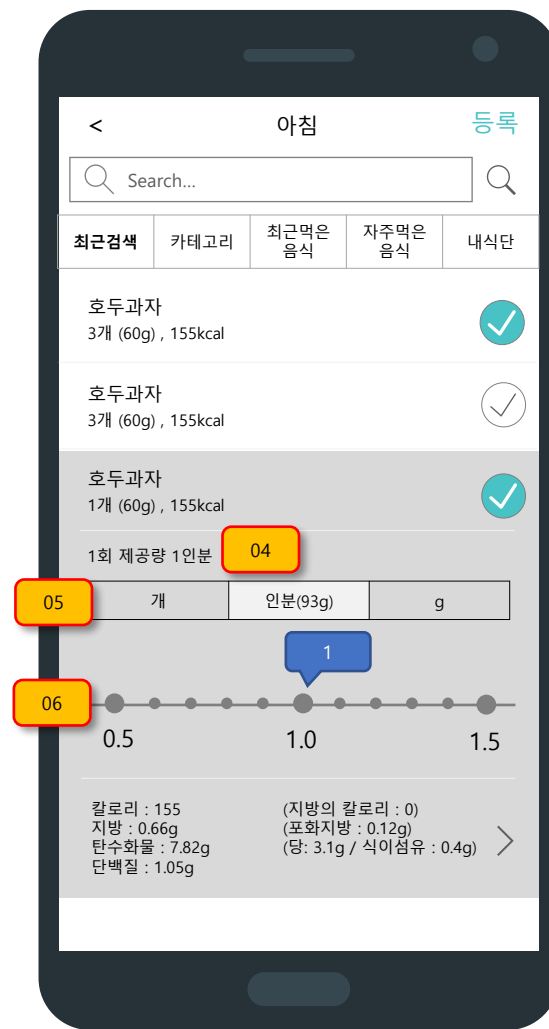 <
아침
등록
Search...
최근검색
카테고리
최근먹은
음식
자주먹은
음식
내식단
호두과자
3개 (60g) , 155kcal
호두과자
3개 (60g) , 155kcal
호두과자
1개 (60g) , 155kcal
1회 제공량 1인분
04
05
개
인분(93g)
g
1
06
0.5
1.0
1.5
칼로리 : 155
지방 : 0.66g
탄수화물 : 7.82g
단백질 : 1.05g
(지방의 칼로리 : 0)
(포화지방 : 0.12g)
(당: 3.1g / 식이섬유 : 0.4g)